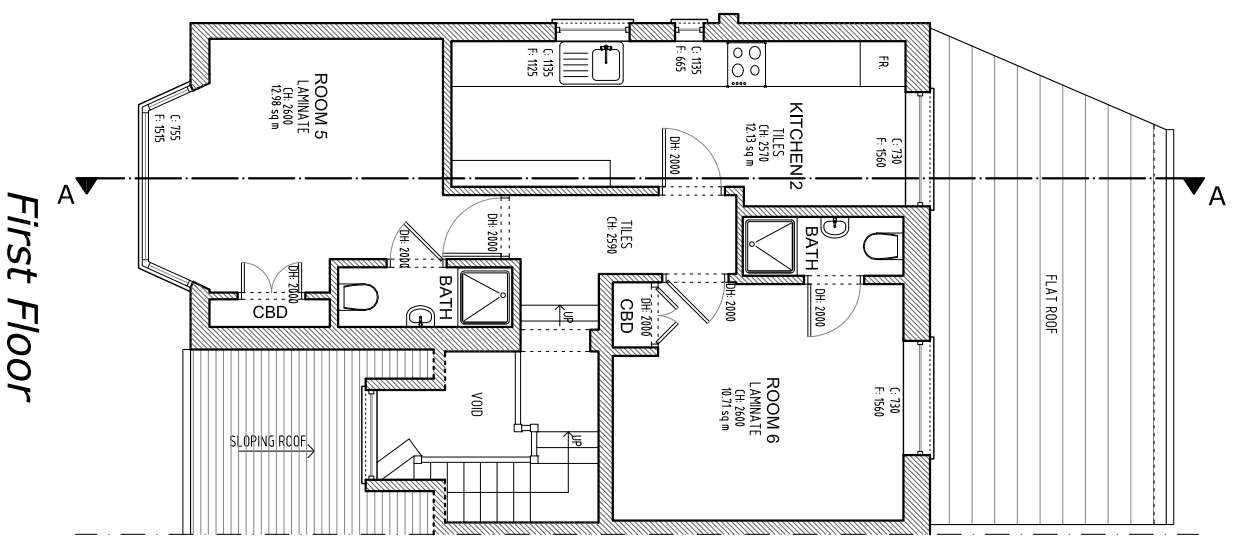 First Floor
A
A
C: 755
F: 1515
ROOM 5
LAMINATE
CH: 2600
12.98 sq m
C: 1135
F: 1125
C: 1135
F: 665
FR.
KITCHEN 2
TILES
CH: 2570
12.13 sq m
C: 730
F: 1560
DH: 2000
DH: 2000
DH: 2000
TILES
CH: 2590
BATH
DH: 2000
CBD
BATH
UP
CBD
DH: 2000
DH: 2000
DH: 2000
FLAT ROOF
ROOM 6
LAMINATE
CH: 2600
10.71 sq m
C: 730
F: 1560
VOID
UP
SLOPING ROOF